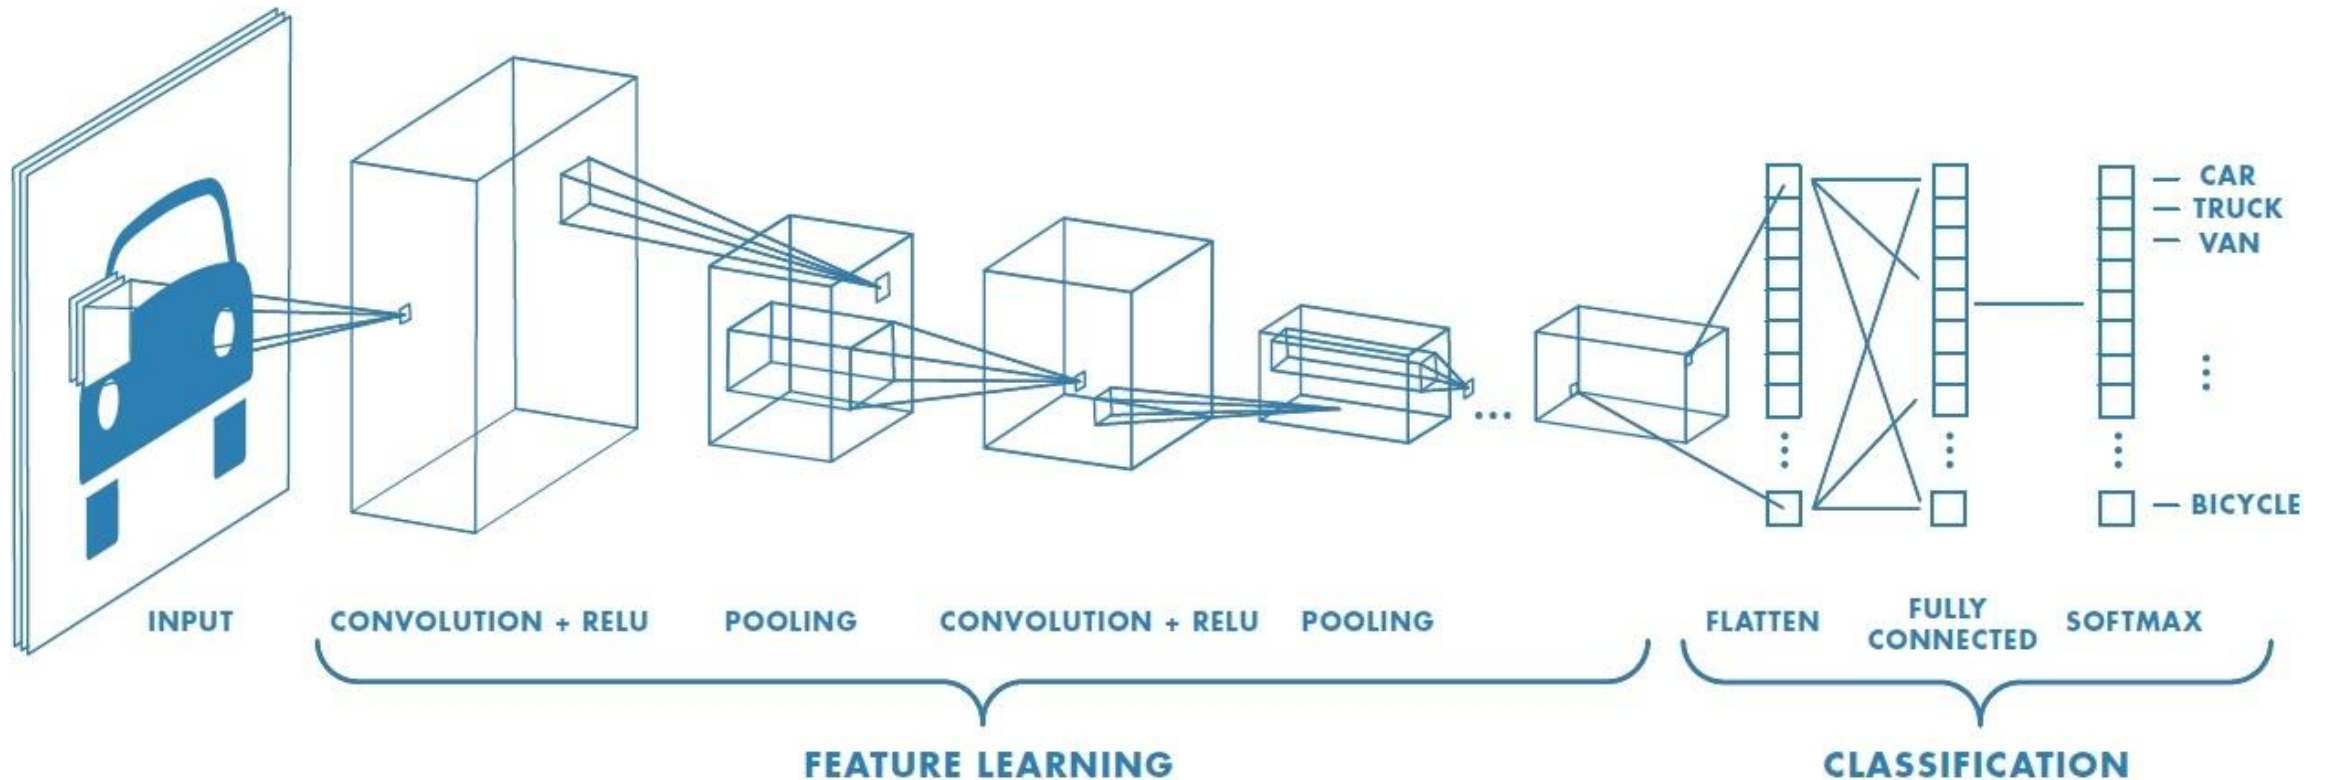 CAR
TRUCK
VAN
BICYCLE
INPUT
CONVOLUTION + RELU
POOLING
CONVOLUTION + RELU
POOLING
FLATTEN
FULLY
CONNECTED
SOFTMAX
FEATURE LEARNING
CLASSIFICATION